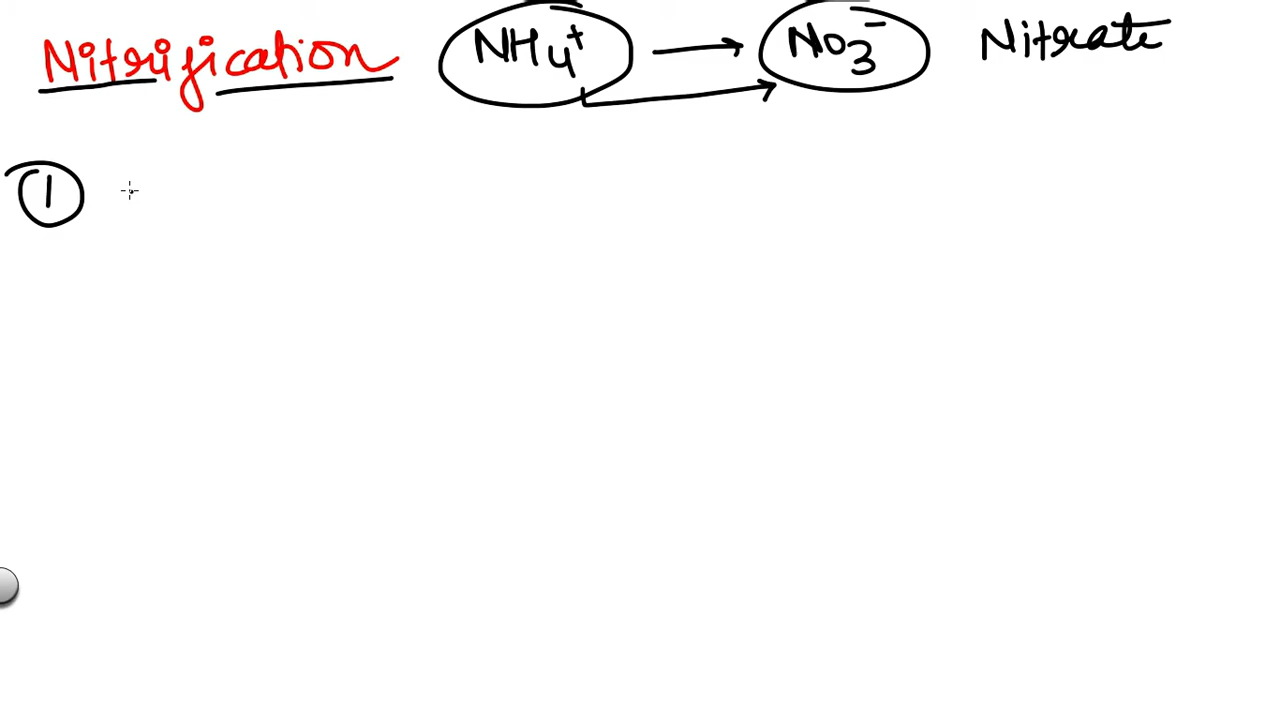 Nitrification NH4+ → NO3- Nitrate
①